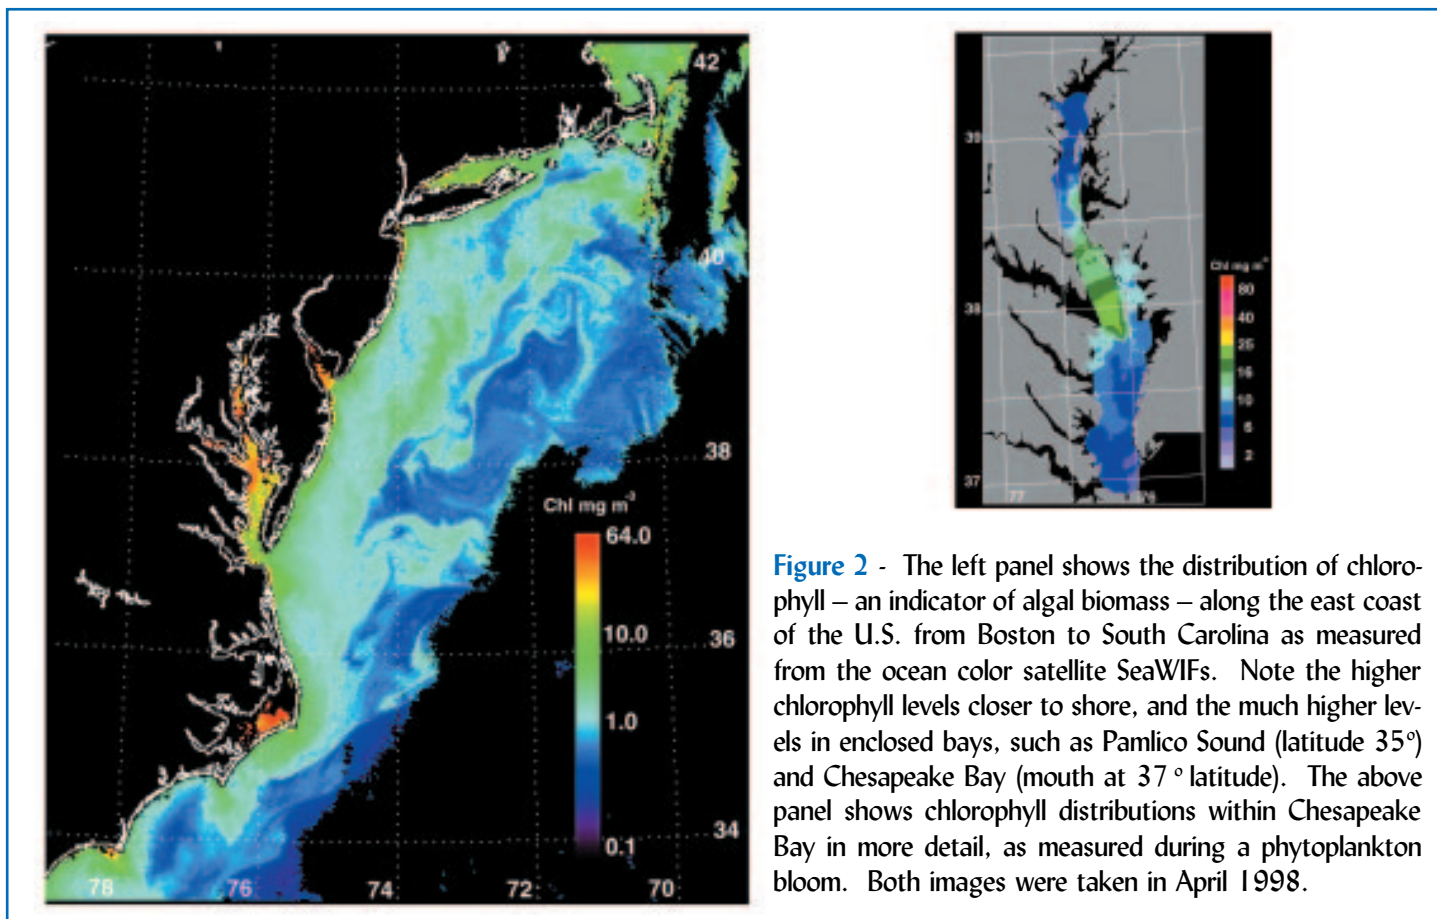 42
40
38
Chl mg m⁻³
64.0
10.0
36
1.0
34
0.1
78
76
74
72
70
39
38
37
77
76
Chl mg m⁻³
80
40
25
15
10
5
2
Figure 2 - The left panel shows the distribution of chloro-
phyll – an indicator of algal biomass – along the east coast
of the U.S. from Boston to South Carolina as measured
from the ocean color satellite SeaWIFs. Note the higher
chlorophyll levels closer to shore, and the much higher lev-
els in enclosed bays, such as Pamlico Sound (latitude 35°)
and Chesapeake Bay (mouth at 37 ° latitude). The above
panel shows chlorophyll distributions within Chesapeake
Bay in more detail, as measured during a phytoplankton
bloom. Both images were taken in April 1998.